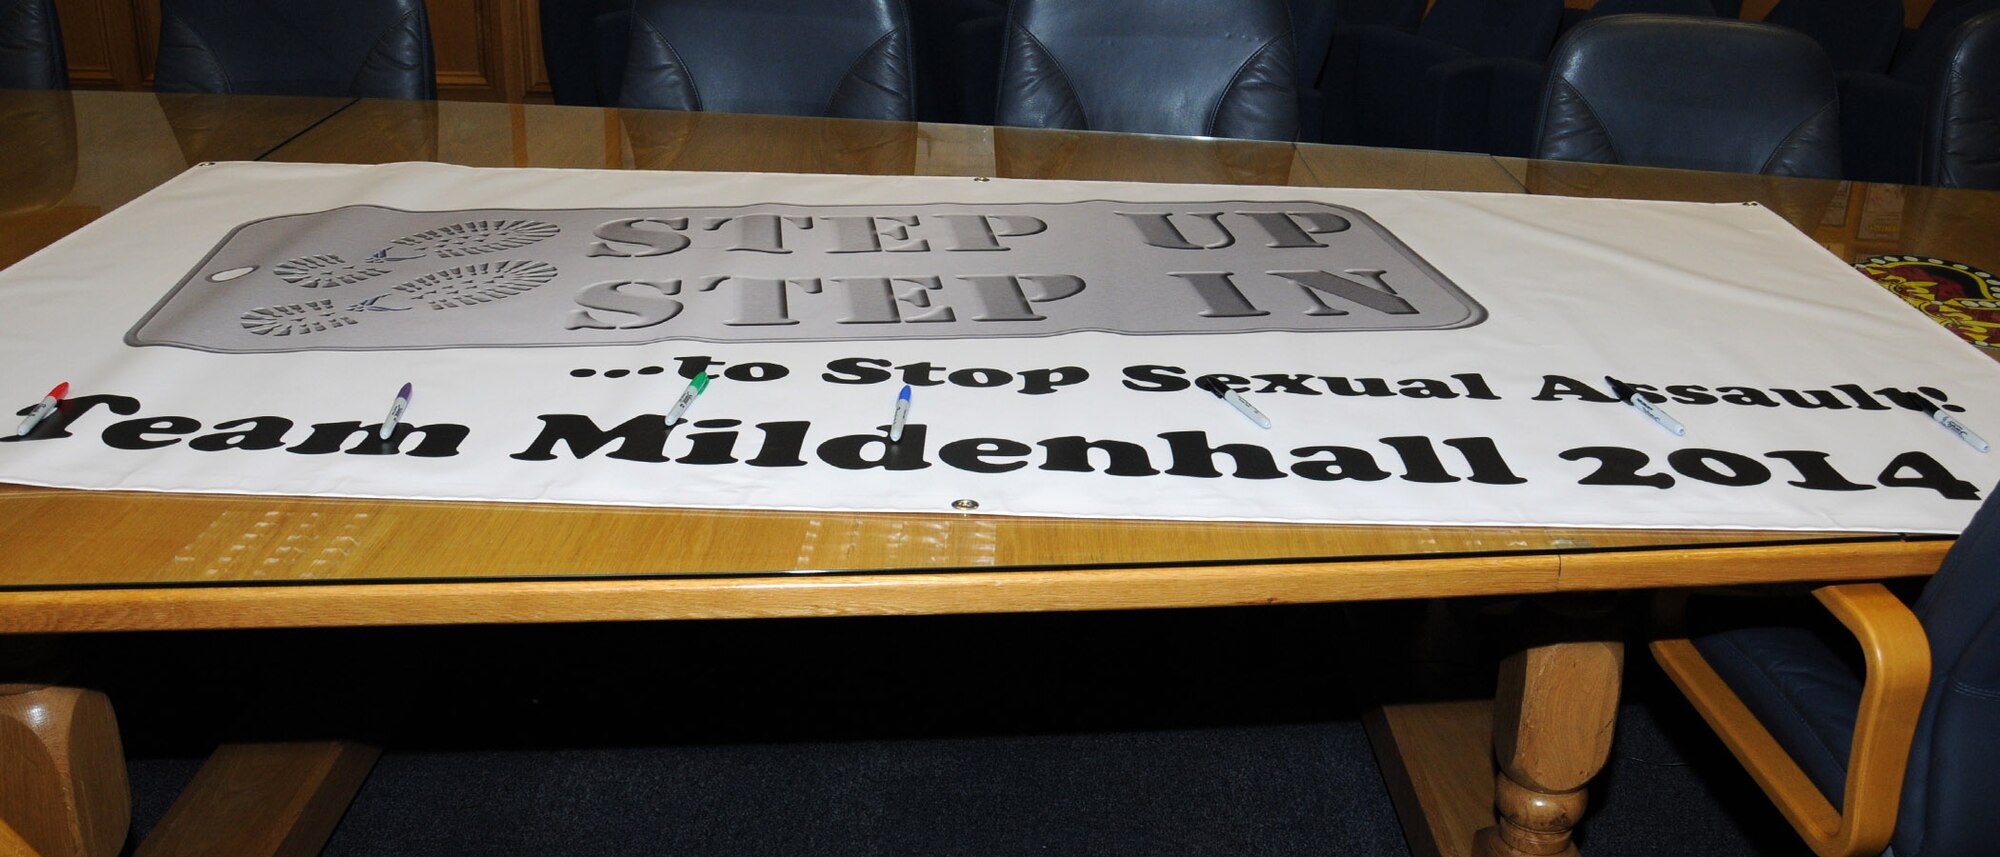 STEP UP
STEP IN
...to Stop Sexual Assault:
Team Mildenhall 2014